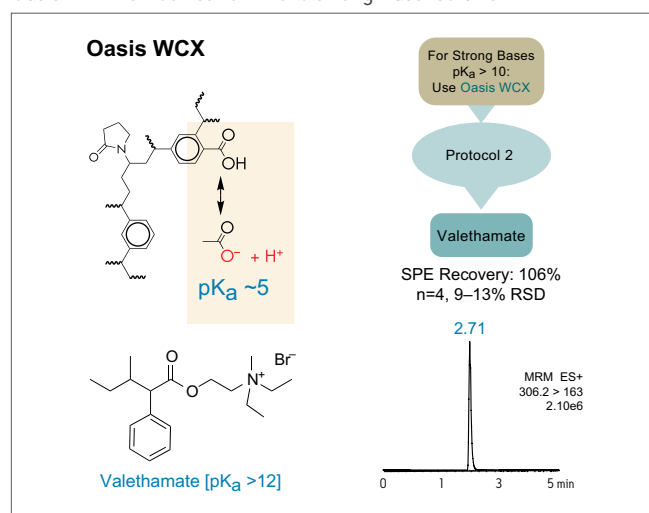 Oasis WCX
O
N
O
OH
O
O⁻ + H⁺
pKa ~5
O
O
N⁺
Br⁻
Valethamate [pKa >12]
For Strong Bases
pKa > 10:
Use Oasis WCX
Protocol 2
Valethamate
SPE Recovery: 106%
n=4, 9–13% RSD
2.71
MRM ES+
306.2 > 163
2.10e6
0 1 3 5 min